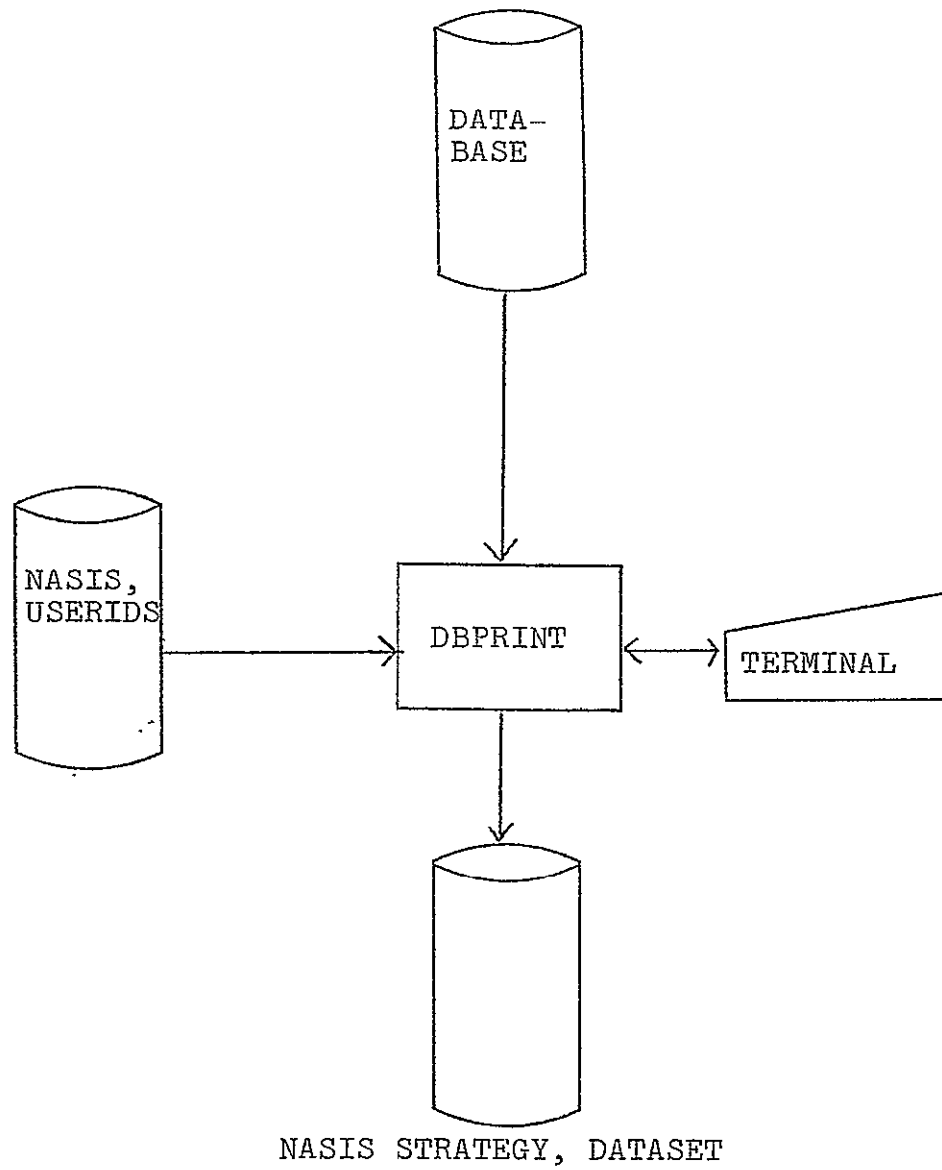 DATA-
BASE
NASIS,
USERIDS
DBPRINT
TERMINAL
NASIS STRATEGY, DATASET